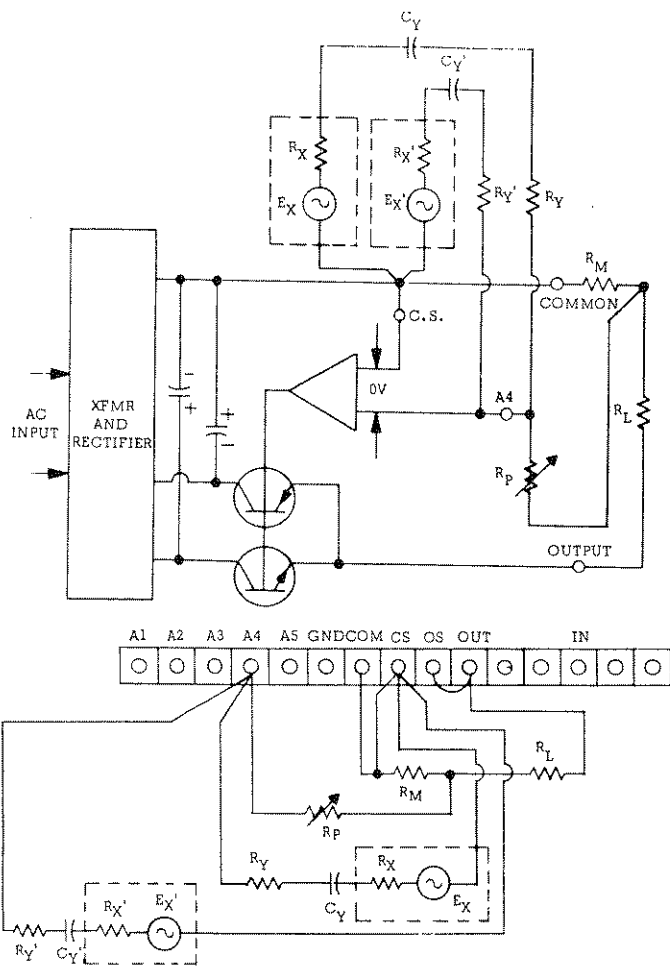 C_Y
C_Y'
R_X
R_X'
E_X
E_X'
R_Y'
R_Y
R_M
COMMON
C.S.
0V
A4
R_L
R_P
AC
INPUT
XFMR
AND
RECTIFIER
-
+
+
-
OUTPUT
A1 A2 A3 A4 A5 GND COM CS OS OUT IN
R_L
R_M
R_P
R_Y
C_Y
R_X
E_X
R_X'
E_X'
R_Y'
C_Y'